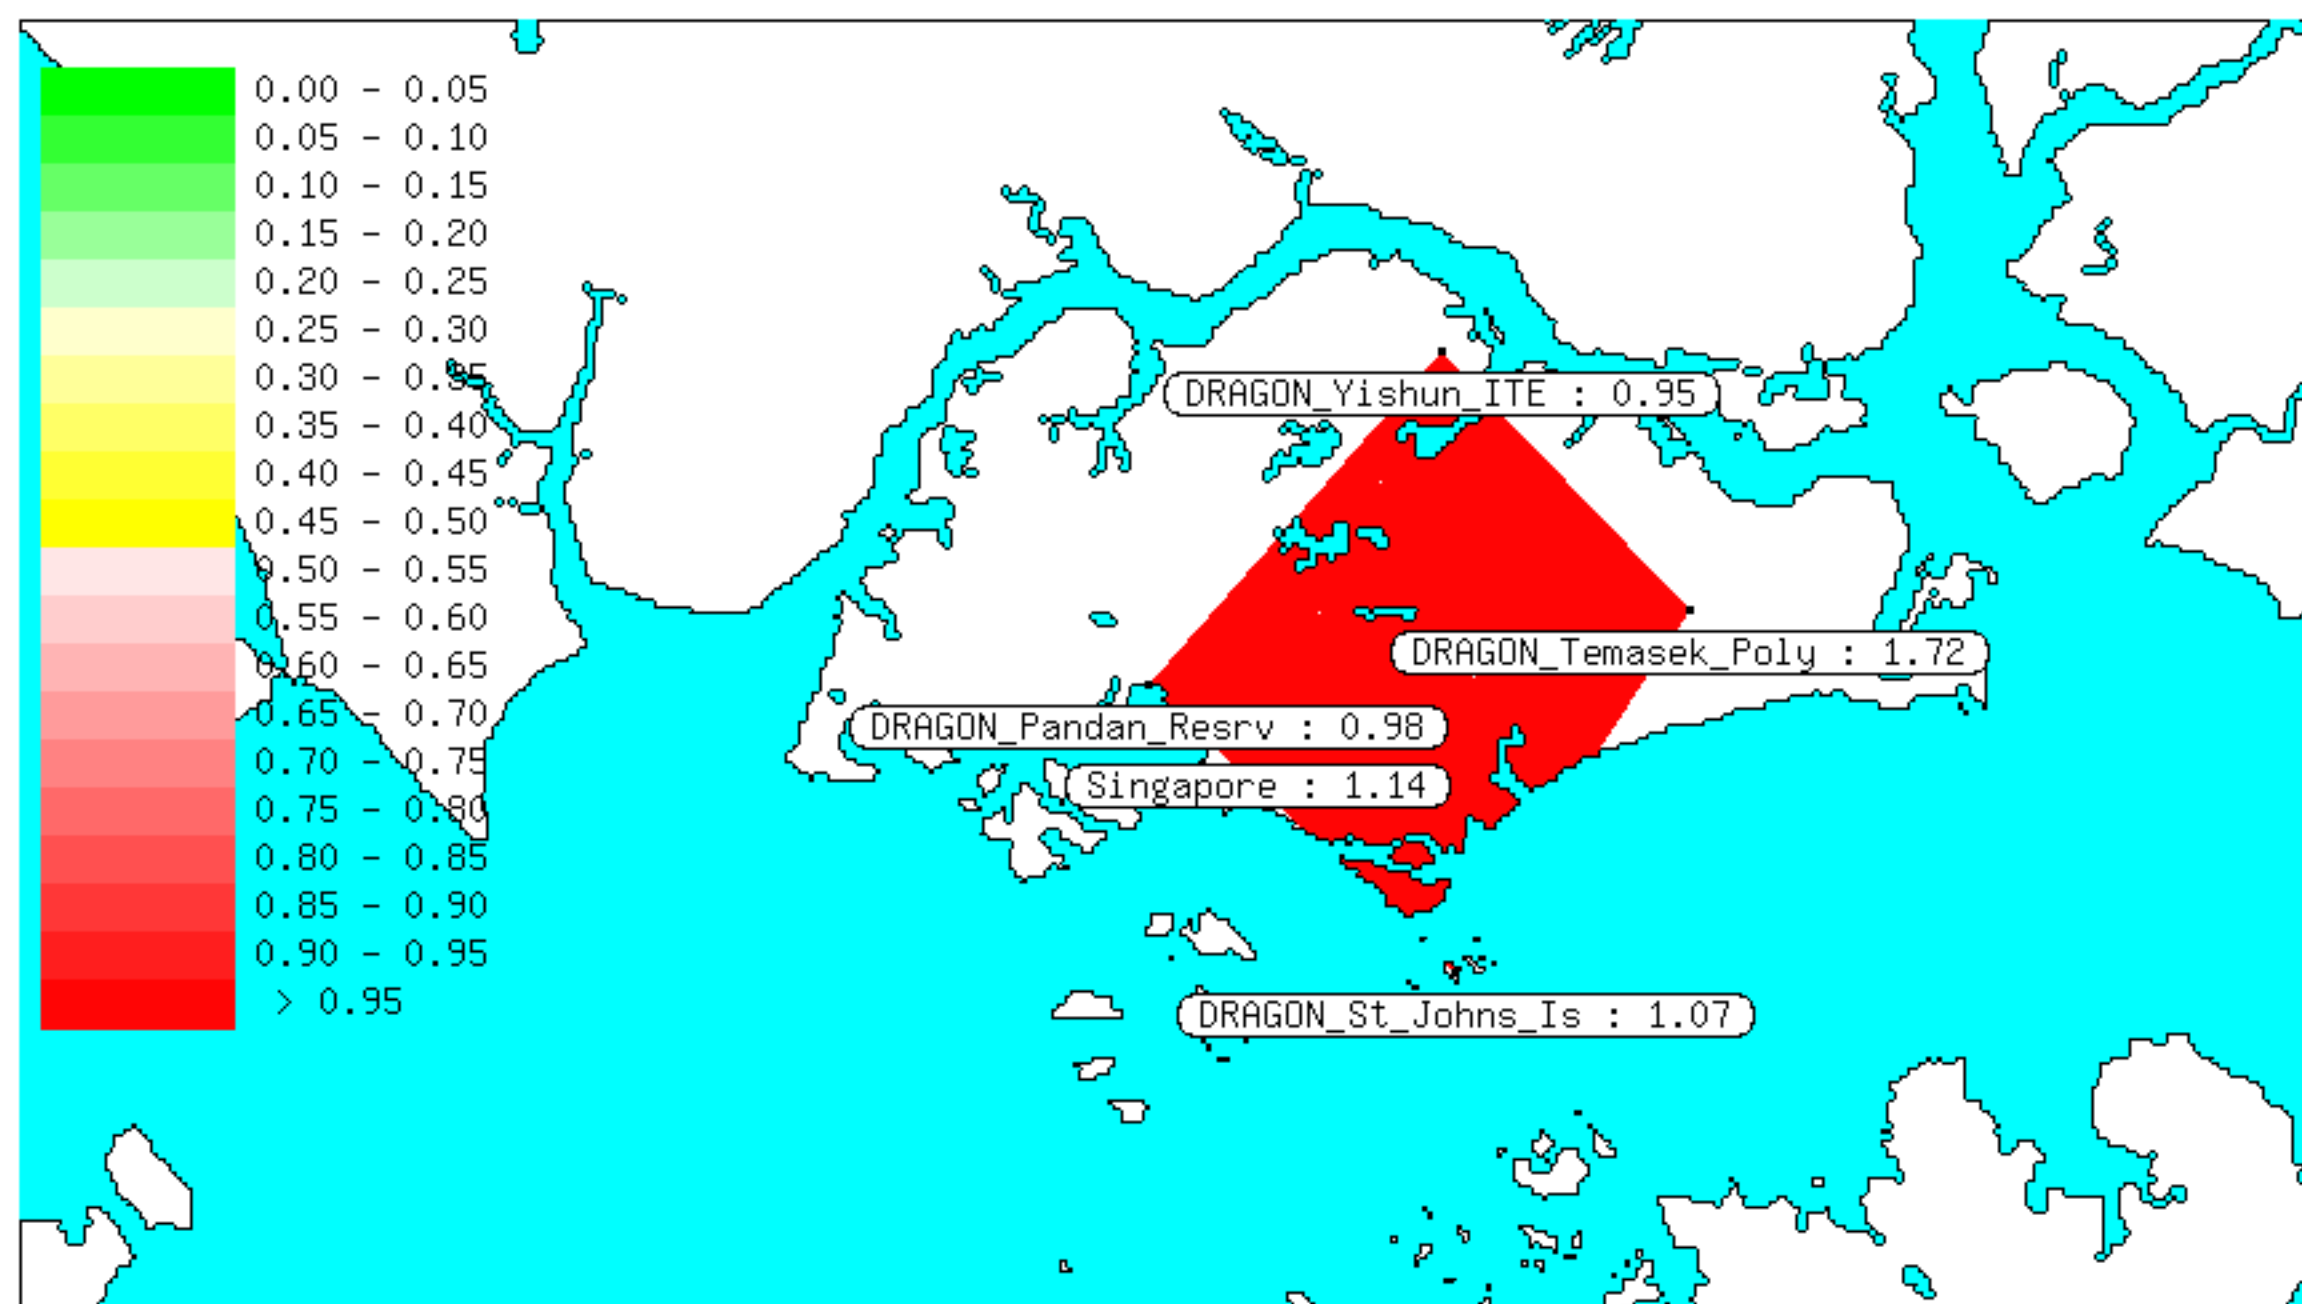 0.00 - 0.05
0.05 - 0.10
0.10 - 0.15
0.15 - 0.20
0.20 - 0.25
0.25 - 0.30
0.30 - 0.35
0.35 - 0.40
0.40 - 0.45
0.45 - 0.50
0.50 - 0.55
0.55 - 0.60
0.60 - 0.65
0.65 - 0.70
0.70 - 0.75
0.75 - 0.80
0.80 - 0.85
0.85 - 0.90
0.90 - 0.95
> 0.95
DRAGON_Yishun_ITE : 0.95
DRAGON_Temasek_Poly : 1.72
DRAGON_Pandan_Resrv : 0.98
Singapore : 1.14
DRAGON_St_Johns_Is : 1.07